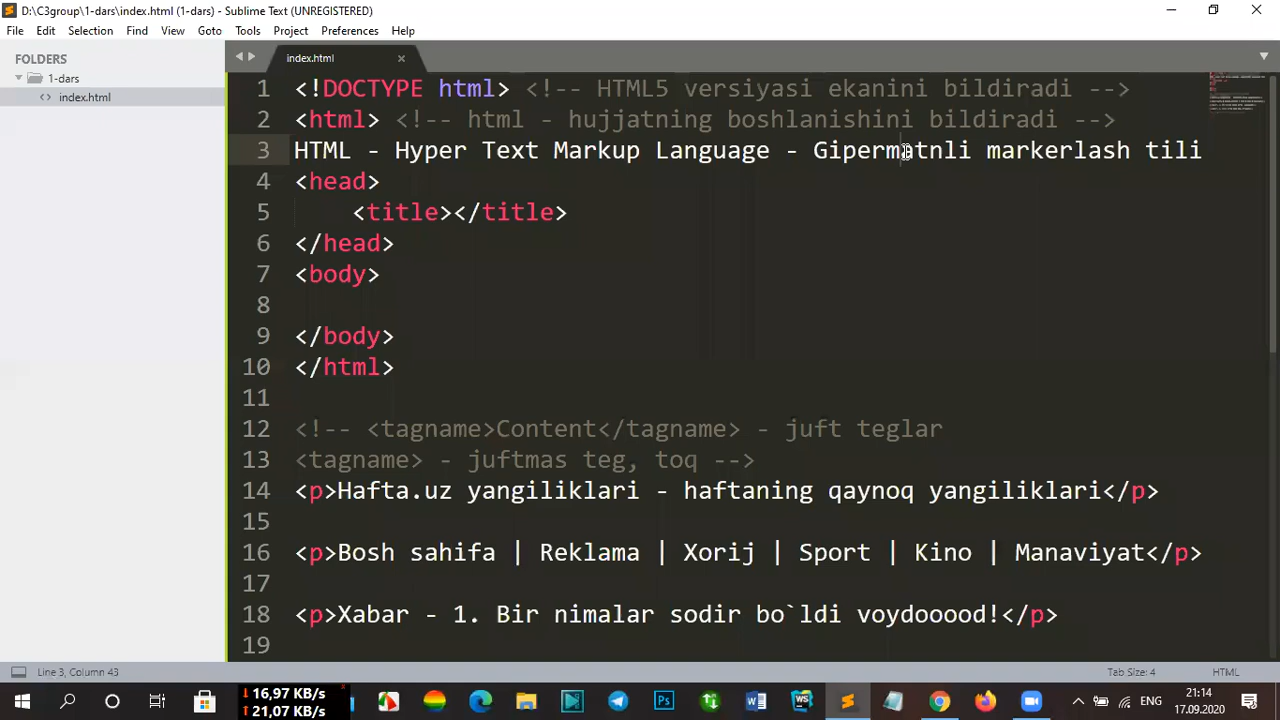 D:\C3group\1-dars\index.html (1-dars) - Sublime Text (UNREGISTERED)
File Edit Selection Find View Goto Tools Project Preferences Help
FOLDERS
1-dars
index.html
index.html
1 <!DOCTYPE html> <!-- HTML5 versiyasi ekanini bildiradi -->
2 <html> <!-- html - hujjatning boshlanishini bildiradi -->
3 HTML - Hyper Text Markup Language - Gipermatnli markerlash tili
4 <head>
5 <title></title>
6 </head>
7 <body>
8
9 </body>
10 </html>
11
12 <!-- <tagname>Content</tagname> - juft teglar
13 <tagname> - juftmas teg, toq -->
14 <p>Hafta.uz yangiliklari - haftaning qaynoq yangiliklari</p>
15
16 <p>Bosh sahifa | Reklama | Xorij | Sport | Kino | Manaviyat</p>
17
18 <p>Xabar - 1. Bir nimalar sodir bo`ldi voydooood!</p>
19
Line 3, Column 43
Tab Size: 4
HTML
16,97 KB/s
21,07 KB/s
ENG
21:14
17.09.2020